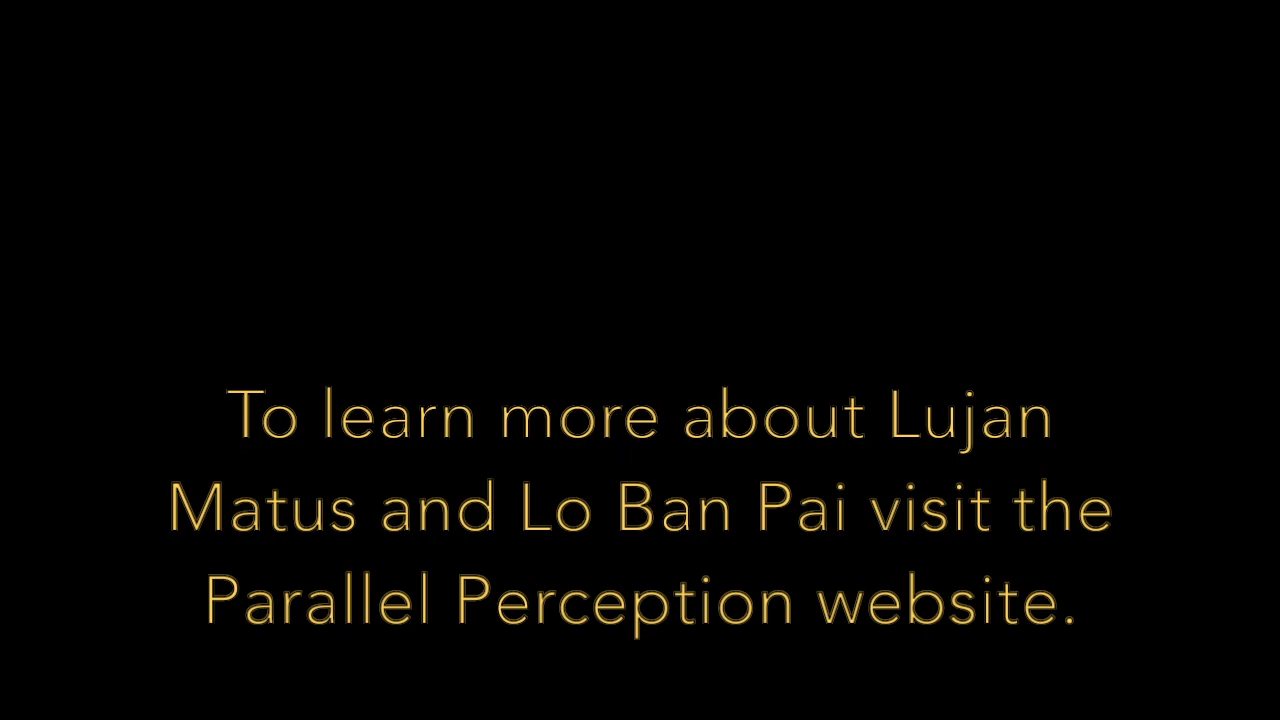 To learn more about Lujan
Matus and Lo Ban Pai visit the
Parallel Perception website.